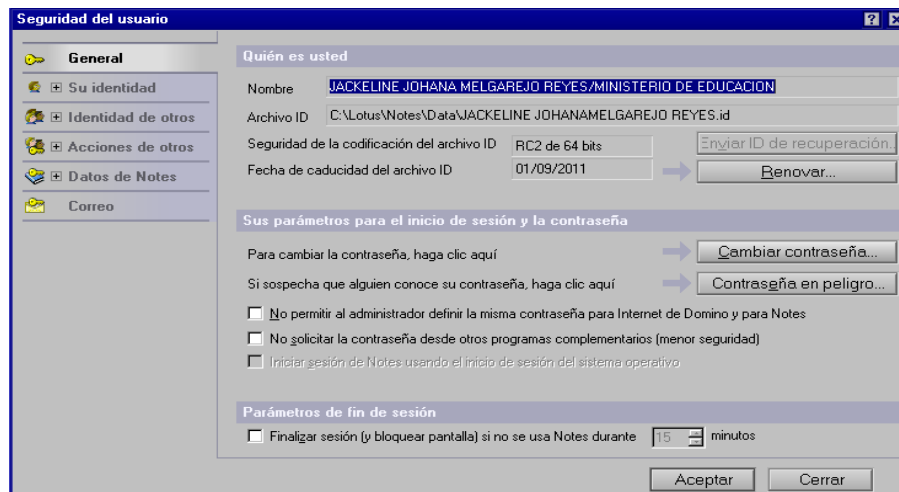 Seguridad del usuario
General
Su identidad
Identidad de otros
Acciones de otros
Datos de Notes
Correo
Quién es usted
Nombre JACKELINE JOHANA MELGAREJO REYES/MINISTERIO DE EDUCACION
Archivo ID C:\Lotus\Notes\Data\JACKELINE JOHANAMELGAREJO REYES.id
Seguridad de la codificación del archivo ID RC2 de 64 bits Enviar ID de recuperación..
Fecha de caducidad del archivo ID 01/09/2011 Renovar...
Sus parámetros para el inicio de sesión y la contraseña
Para cambiar la contraseña, haga clic aquí Cambiar contraseña...
Si sospecha que alguien conoce su contraseña, haga clic aquí Contraseña en peligro...
No permitir al administrador definir la misma contraseña para Internet de Domino y para Notes
No solicitar la contraseña desde otros programas complementarios (menor seguridad)
Iniciar sesión de Notes usando el inicio de sesión del sistema operativo
Parámetros de fin de sesión
Finalizar sesión (y bloquear pantalla) si no se usa Notes durante 15 minutos
Aceptar Cerrar